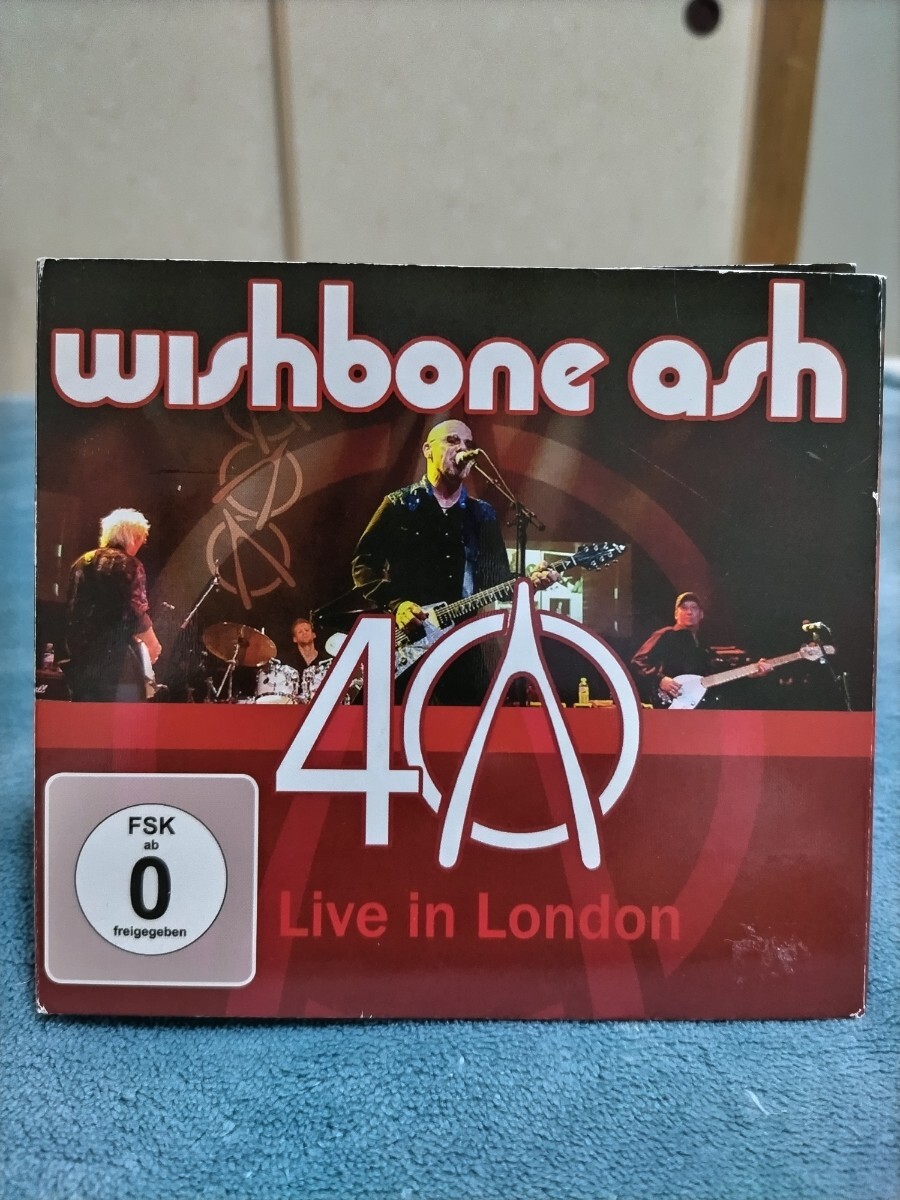 wishbone ash
40
FSK
ab
0
freigegeben
Live in London